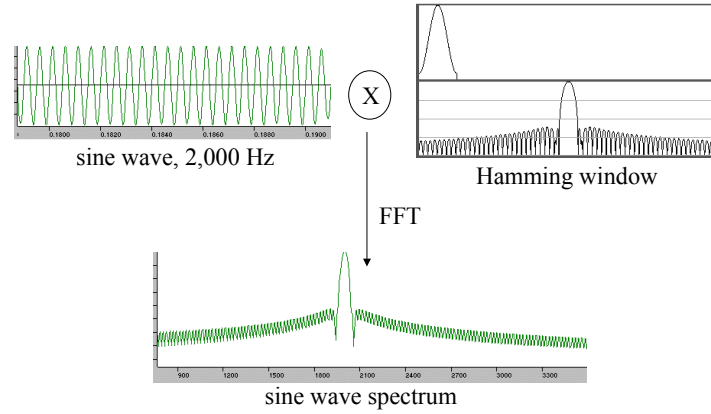 X
0.1800 0.1820 0.1840 0.1860 0.1880 0.1900
sine wave, 2,000 Hz
Hamming window
FFT
900 1200 1500 1800 2100 2400 2700 3000 3300
sine wave spectrum